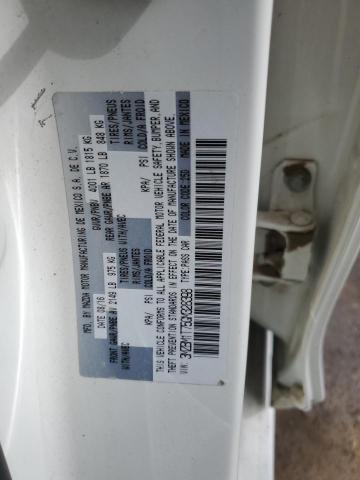 MFD. BY MAZDA MOTOR MANUFACTURING DE MEXICO S.A. DE C.V.
DATE 08/16 GVWR/PNBV 4001 LB 1815 KG
FRONT GAWR/PNBE AV 2149 LB 975 KG REAR GAWR/PNBE AR 1870 LB 848 KG
WITH/AVEC TIRES/PNEUS WITH/AVEC TIRES/PNEUS
RIMS/JANTES RIMS/JANTES
KPA/ PSI COLD/A FROID KPA/ PSI COLD/A FROID
THIS VEHICLE CONFORMS TO ALL APPLICABLE FEDERAL MOTOR VEHICLE SAFETY, BUMPER, AND
THEFT PREVENTION STANDARDS IN EFFECT ON THE DATE OF MANUFACTURE SHOWN ABOVE.
COLOR CODE 25D MADE IN MEXICO
VIN: